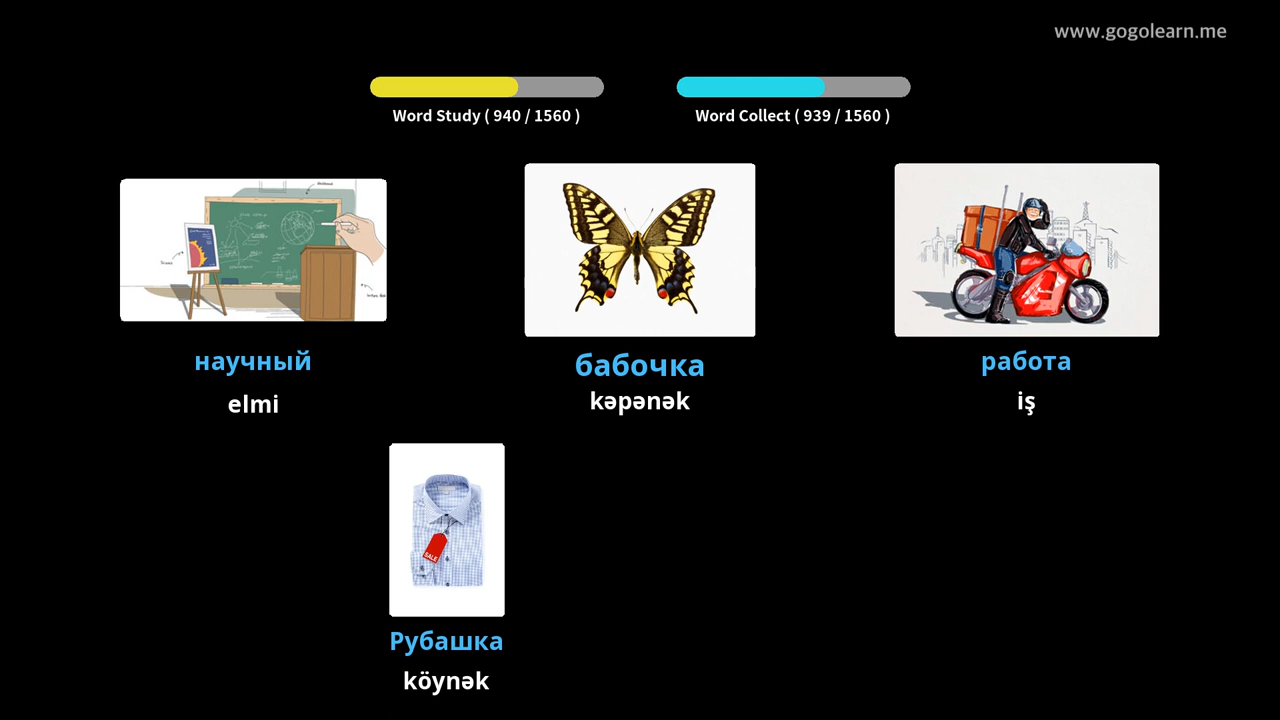 www.gogolearn.me
Word Study ( 940 / 1560 )
Word Collect ( 939 / 1560 )
научный
elmi
бабочка
kəpənək
работа
iş
SALE
Рубашка
köynək